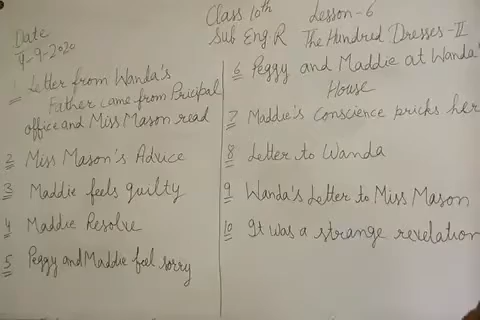 Class 10th Lesson-6
Date Sub Eng R The Hundred Dresses-II
4-9-2020
1 Letter from Wanda's
Father came from Pricipal
office and Miss Mason read
2 Miss Mason's Advice
3 Maddie feels guilty
4 Maddie Resolve
5 Peggy and Maddie feel sorry
6 Peggy and Maddie at Wanda'
House
7 Maddie's Conscience pricks her
8 Letter to Wanda
9 Wanda's Letter to Miss Mason
10 It was a strange revelation